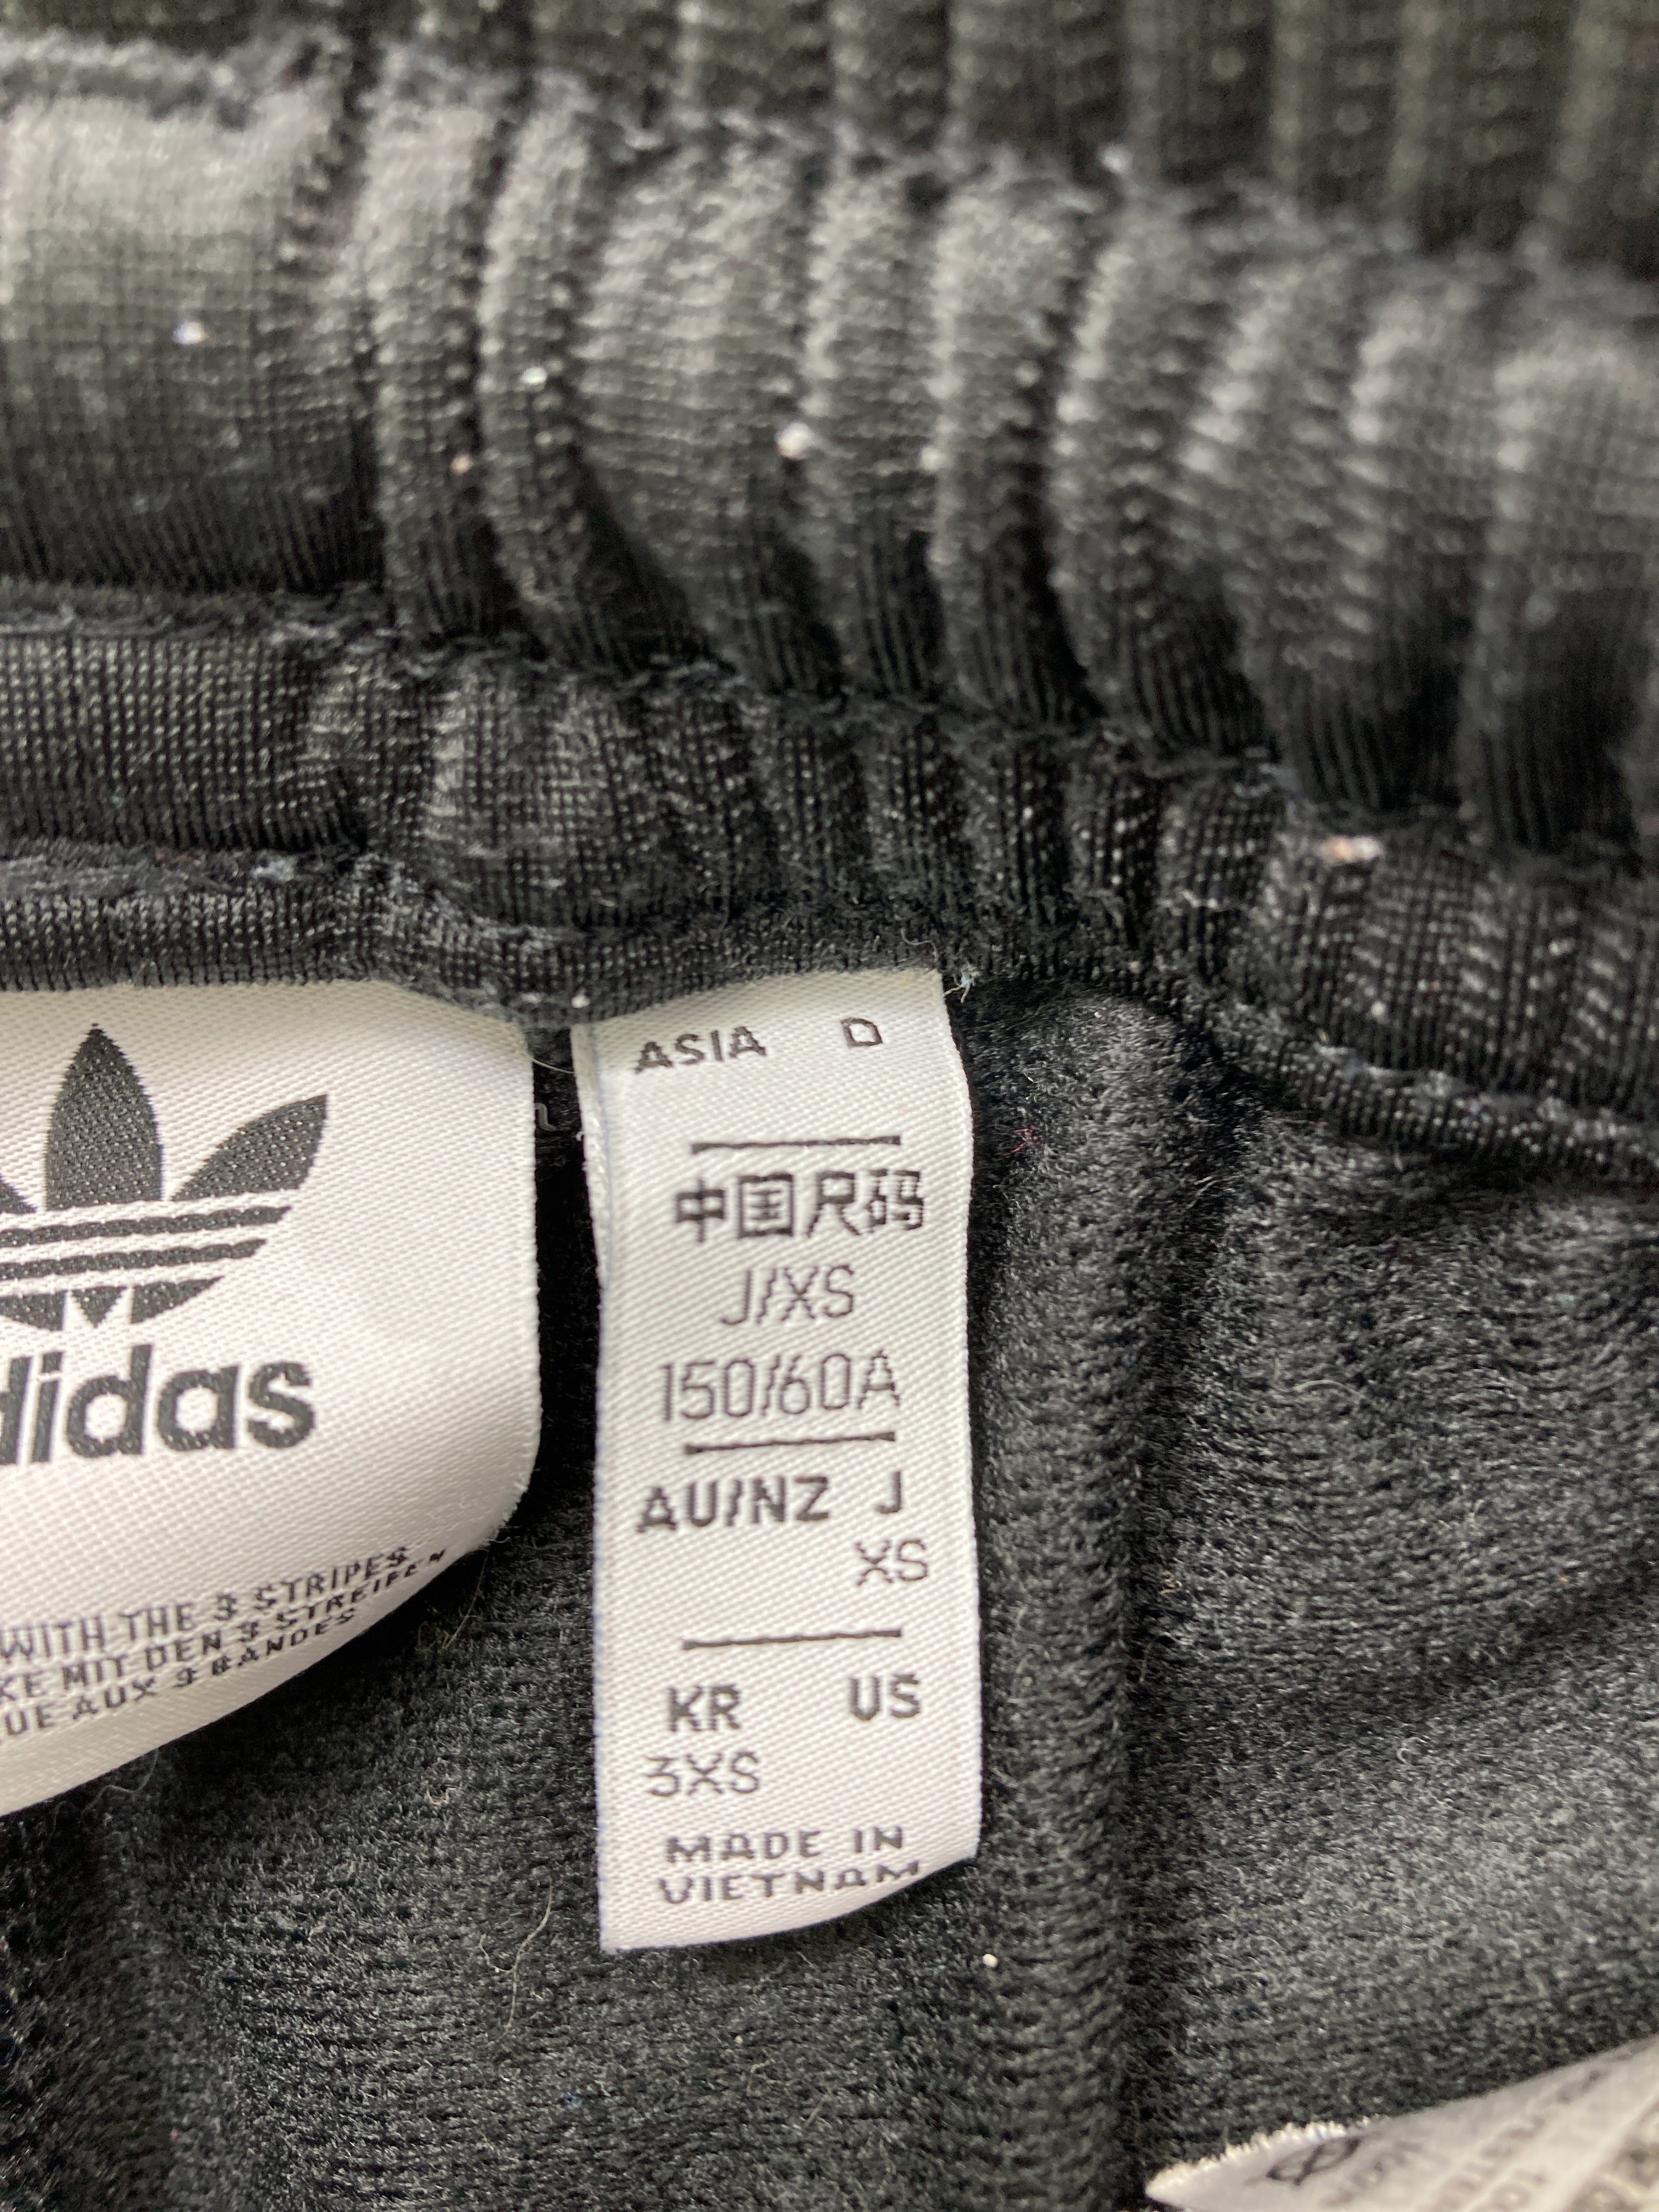 didas
WITH THE 3 STRIPES
KE MIT DEN 3 STREIFEN
UE AUX 3 BANDES
ASIA D
中国尺码
J/XS
150/60A
AU/NZ J
XS
KR US
3XS
MADE IN
VIETNAM